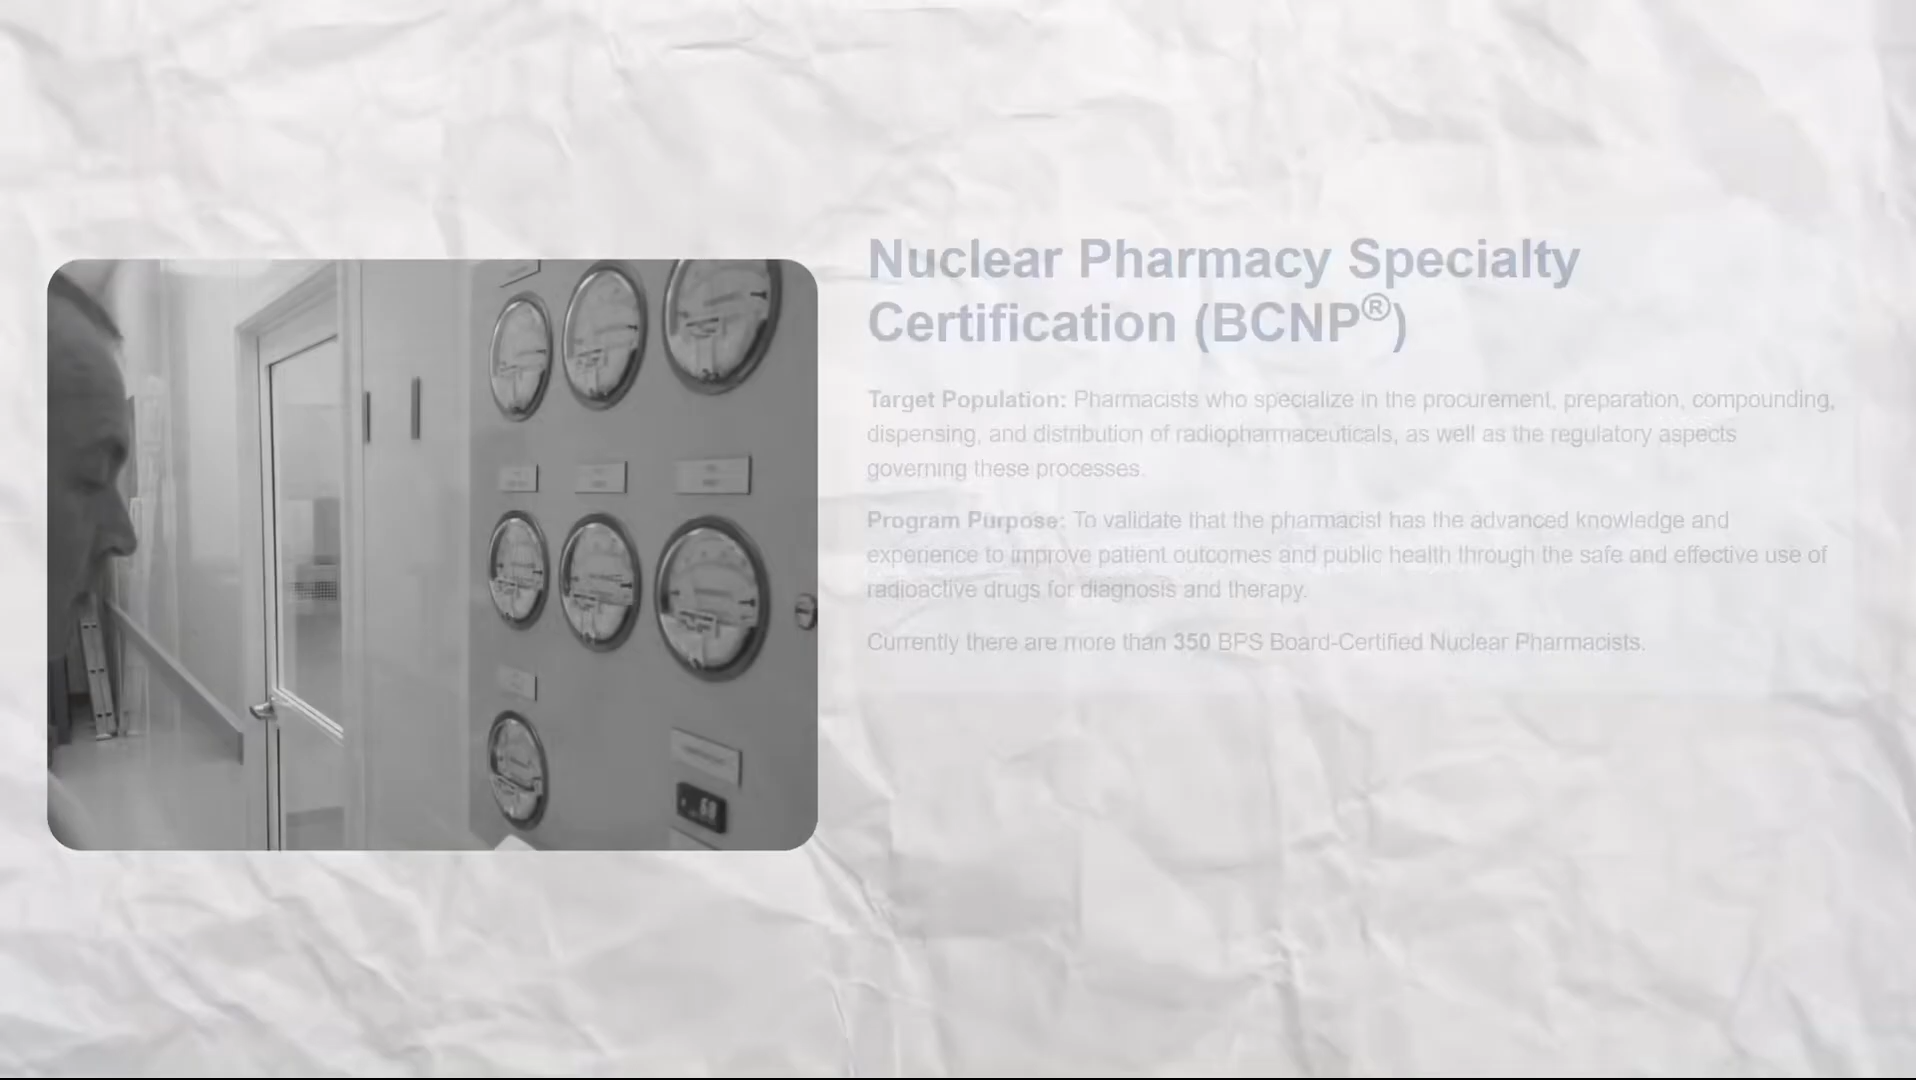 Nuclear Pharmacy Specialty
Certification (BCNP®)
Target Population: Pharmacists who specialize in the procurement, preparation, compounding,
dispensing, and distribution of radiopharmaceuticals, as well as the regulatory aspects
governing these processes.
Program Purpose: To validate that the pharmacist has the advanced knowledge and
experience to improve patient outcomes and public health through the safe and effective use of
radioactive drugs for diagnosis and therapy.
Currently there are more than 350 BPS Board-Certified Nuclear Pharmacists.